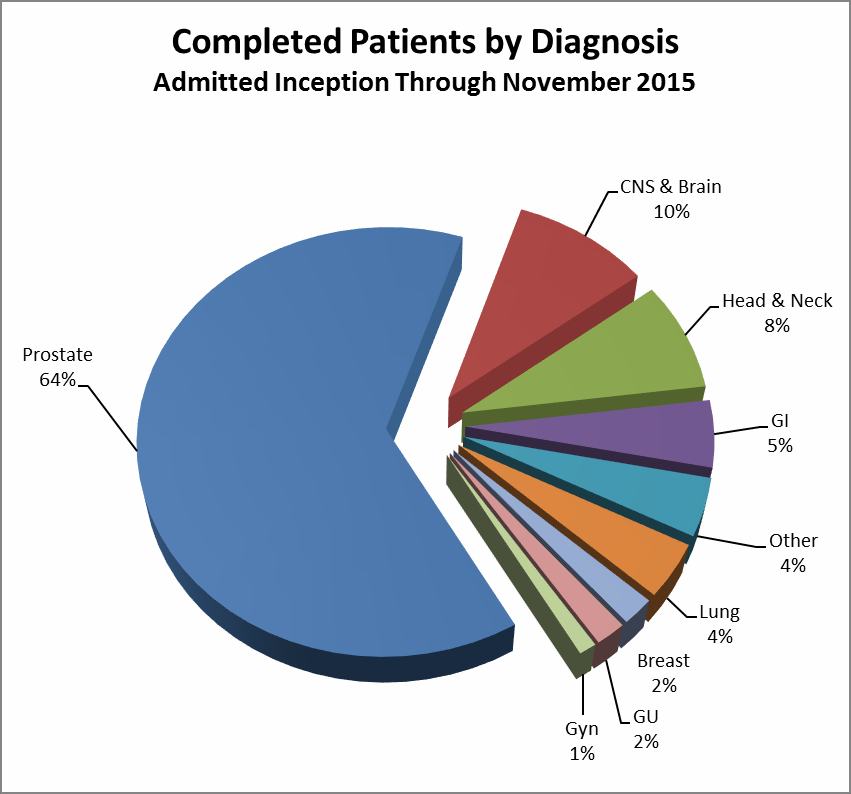 Completed Patients by Diagnosis
Admitted Inception Through November 2015
CNS & Brain
10%
Head & Neck
8%
Prostate
64%
GI
5%
Other
4%
Lung
4%
Breast
2%
GU
2%
Gyn
1%